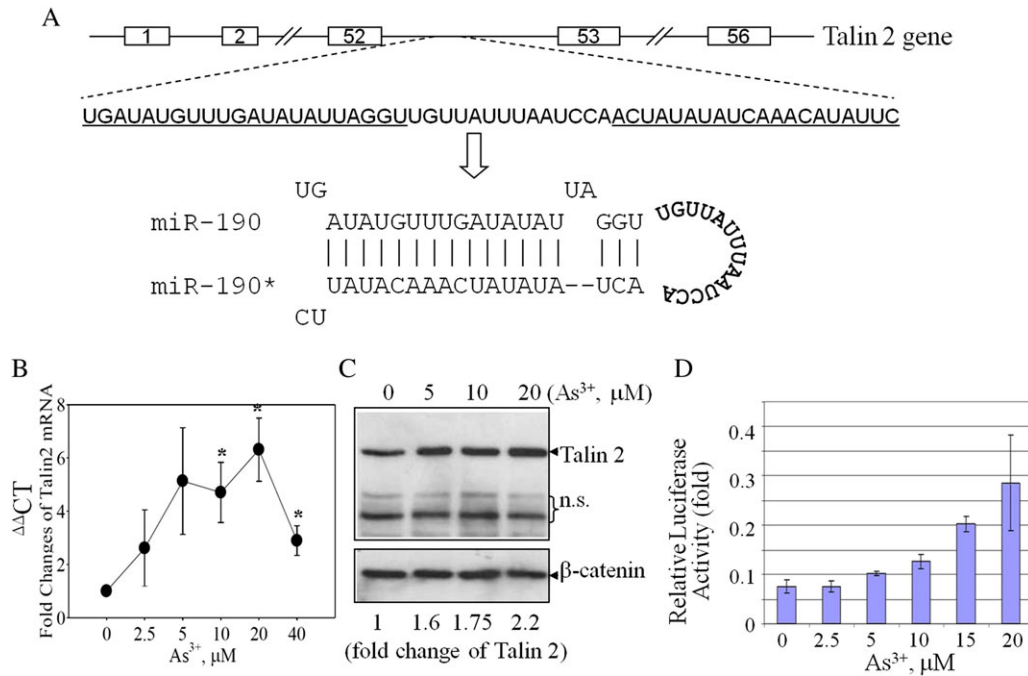 A
1 2 52 53 56 Talin 2 gene
UGAUAUGUUUGAUAUAUUAGGUUGUUAUUUAAUCCAACUAUAUAUCAAACAUAUUC
UG UA
miR-190 AUAUGUUUGAUAUAU GGU UGUUAUUUAAUCCA
miR-190* UAUACAAACUAUAUA--UCA
CU
B
ΔΔCT
Fold Changes of Talin2 mRNA
8
6
4
2
0
* * *
0 2.5 5 10 20 40
As3+, μM
C
0 5 10 20 (As3+, μM)
Talin 2
n.s.
β-catenin
1 1.6 1.75 2.2
(fold change of Talin 2)
D
Relative Luciferase
Activity (fold)
0.4
0.3
0.2
0.1
0
0 2.5 5 10 15 20
As3+, μM